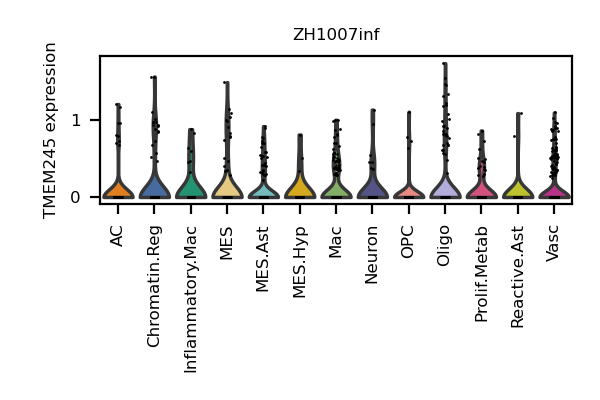 ZH1007inf
TMEM245 expression
1
0
AC
Chromatin.Reg
Inflammatory.Mac
MES
MES.Ast
MES.Hyp
Mac
Neuron
OPC
Oligo
Prolif.Metab
Reactive.Ast
Vasc